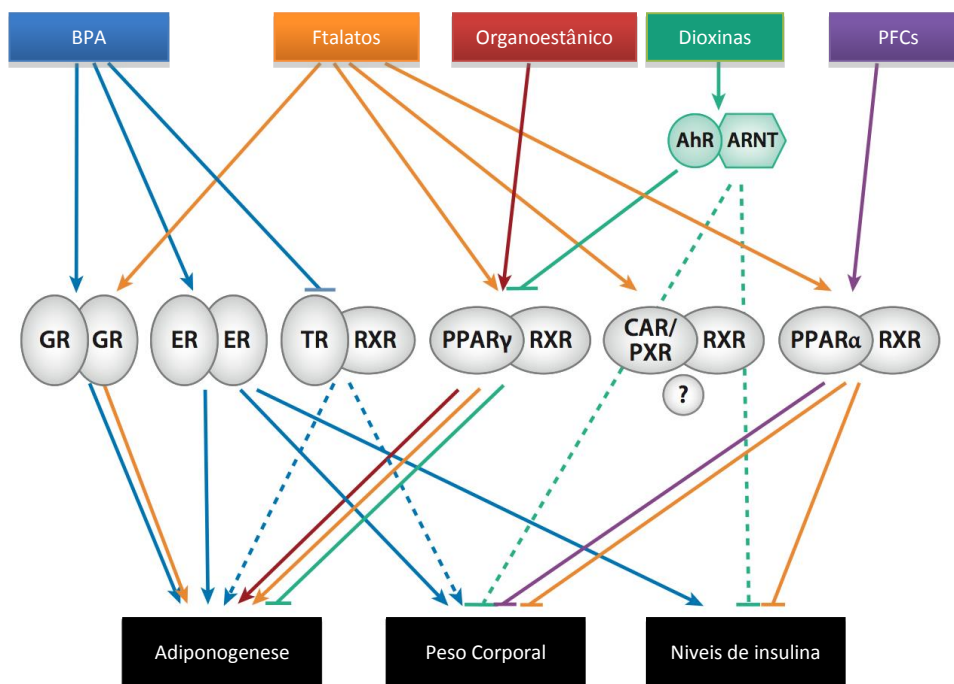 BPA
Ftalatos
Organoestânico
Dioxinas
PFCs
AhR
ARNT
GR
GR
ER
ER
TR
RXR
PPARγ
RXR
CAR/
PXR
RXR
?
PPARα
RXR
Adiponogenese
Peso Corporal
Niveis de insulina